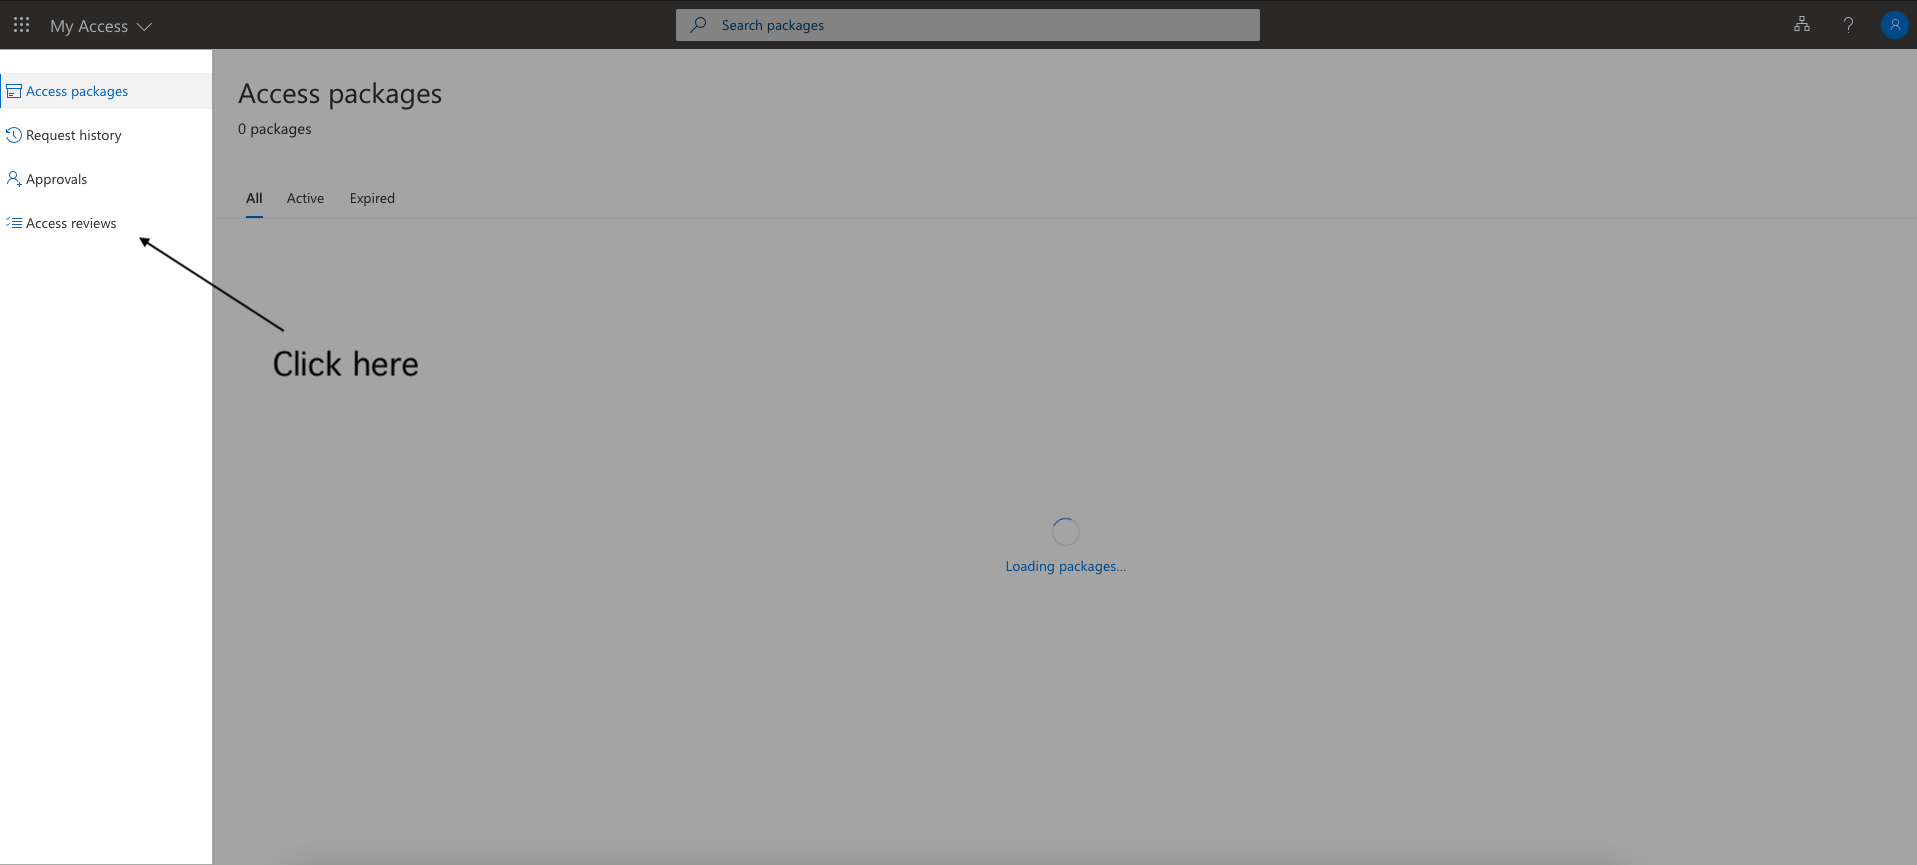 My Access
Search packages
?
Access packages
Request history
Approvals
Access reviews
Access packages
0 packages
All Active Expired
Click here
Loading packages...